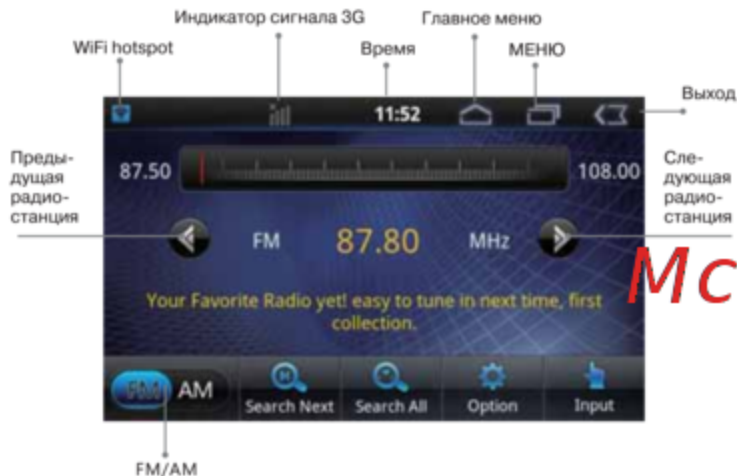 Индикатор сигнала 3G
Главное меню
WiFi hotspot
Время
МЕНЮ
Выход
11:52
Преды-
дущая
радио-
станция
87.50
108.00
Сле-
дующая
радио-
станция
FM
87.80
MHz
Mc
Your Favorite Radio yet! easy to tune in next time, first
collection.
FM
AM
Search Next
Search All
Option
Input
FM/AM